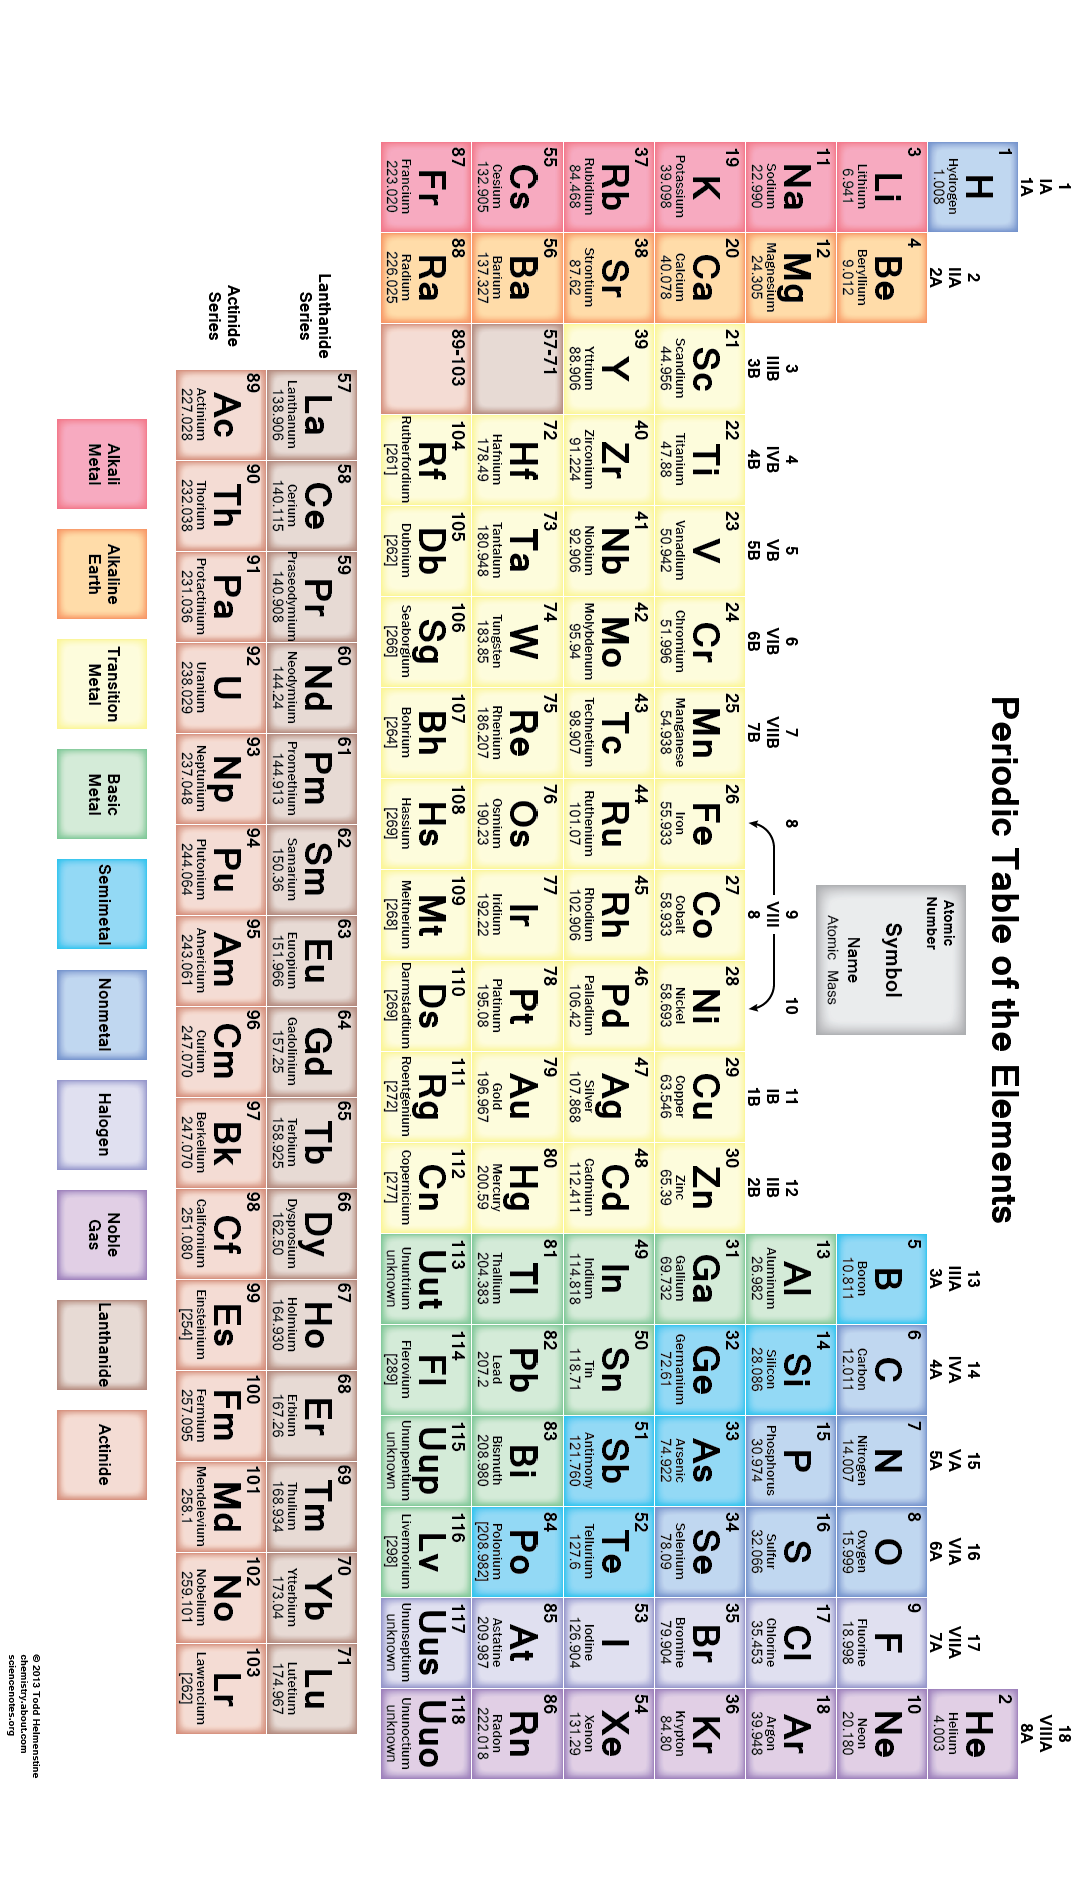 Periodic Table of the Elements
1
IA
1A
18
VIIIA
8A
1
H
Hydrogen
1.008
2
IIA
2A
13
IIIA
3A
14
IVA
4A
15
VA
5A
16
VIA
6A
17
VIIA
7A
2
He
Helium
4.003
Atomic
Number
Symbol
Name
Atomic Mass
3
Li
Lithium
6.941
4
Be
Beryllium
9.012
5
B
Boron
10.811
6
C
Carbon
12.011
7
N
Nitrogen
14.007
8
O
Oxygen
15.999
9
F
Fluorine
18.998
10
Ne
Neon
20.180
11
Na
Sodium
22.990
12
Mg
Magnesium
24.305
3
IIIB
3B
4
IVB
4B
5
VB
5B
6
VIB
6B
7
VIIB
7B
8
9
10
VIII
8
11
IB
1B
12
IIB
2B
13
Al
Aluminum
26.982
14
Si
Silicon
28.086
15
P
Phosphorus
30.974
16
S
Sulfur
32.066
17
Cl
Chlorine
35.453
18
Ar
Argon
39.948
19
K
Potassium
39.098
20
Ca
Calcium
40.078
21
Sc
Scandium
44.956
22
Ti
Titanium
47.88
23
V
Vanadium
50.942
24
Cr
Chromium
51.996
25
Mn
Manganese
54.938
26
Fe
Iron
55.933
27
Co
Cobalt
58.933
28
Ni
Nickel
58.693
29
Cu
Copper
63.546
30
Zn
Zinc
65.39
31
Ga
Gallium
69.732
32
Ge
Germanium
72.61
33
As
Arsenic
74.922
34
Se
Selenium
78.09
35
Br
Bromine
79.904
36
Kr
Krypton
84.80
37
Rb
Rubidium
84.468
38
Sr
Strontium
87.62
39
Y
Yttrium
88.906
40
Zr
Zirconium
91.224
41
Nb
Niobium
92.906
42
Mo
Molybdenum
95.94
43
Tc
Technetium
98.907
44
Ru
Ruthenium
101.07
45
Rh
Rhodium
102.906
46
Pd
Palladium
106.42
47
Ag
Silver
107.868
48
Cd
Cadmium
112.411
49
In
Indium
114.818
50
Sn
Tin
118.71
51
Sb
Antimony
121.760
52
Te
Tellurium
127.6
53
I
Iodine
126.904
54
Xe
Xenon
131.29
55
Cs
Cesium
132.905
56
Ba
Barium
137.327
57-71
72
Hf
Hafnium
178.49
73
Ta
Tantalum
180.948
74
W
Tungsten
183.85
75
Re
Rhenium
186.207
76
Os
Osmium
190.23
77
Ir
Iridium
192.22
78
Pt
Platinum
195.08
79
Au
Gold
196.967
80
Hg
Mercury
200.59
81
Tl
Thallium
204.383
82
Pb
Lead
207.2
83
Bi
Bismuth
208.980
84
Po
Polonium
[208.982]
85
At
Astatine
209.987
86
Rn
Radon
222.018
87
Fr
Francium
223.020
88
Ra
Radium
226.025
89-103
104
Rf
Rutherfordium
[261]
105
Db
Dubnium
[262]
106
Sg
Seaborgium
[266]
107
Bh
Bohrium
[264]
108
Hs
Hassium
[269]
109
Mt
Meitnerium
[268]
110
Ds
Darmstadtium
[269]
111
Rg
Roentgenium
[272]
112
Cn
Copernicium
[277]
113
Uut
Ununtrium
unknown
114
Fl
Flerovium
[289]
115
Uup
Ununpentium
unknown
116
Lv
Livermorium
[298]
117
Uus
Ununseptium
unknown
118
Uuo
Ununoctium
unknown
Lanthanide
Series
57
La
Lanthanum
138.906
58
Ce
Cerium
140.115
59
Pr
Praseodymium
140.908
60
Nd
Neodymium
144.24
61
Pm
Promethium
144.913
62
Sm
Samarium
150.36
63
Eu
Europium
151.966
64
Gd
Gadolinium
157.25
65
Tb
Terbium
158.925
66
Dy
Dysprosium
162.50
67
Ho
Holmium
164.930
68
Er
Erbium
167.26
69
Tm
Thulium
168.934
70
Yb
Ytterbium
173.04
71
Lu
Lutetium
174.967
Actinide
Series
89
Ac
Actinium
227.028
90
Th
Thorium
232.038
91
Pa
Protactinium
231.036
92
U
Uranium
238.029
93
Np
Neptunium
237.048
94
Pu
Plutonium
244.064
95
Am
Americium
243.061
96
Cm
Curium
247.070
97
Bk
Berkelium
247.070
98
Cf
Californium
251.080
99
Es
Einsteinium
[254]
100
Fm
Fermium
257.095
101
Md
Mendelevium
258.1
102
No
Nobelium
259.101
103
Lr
Lawrencium
[262]
Alkali
Metal
Alkaline
Earth
Transition
Metal
Basic
Metal
Semimetal
Nonmetal
Halogen
Noble
Gas
Lanthanide
Actinide
© 2013 Todd Helmenstine
chemistry.about.com
sciencenotes.org